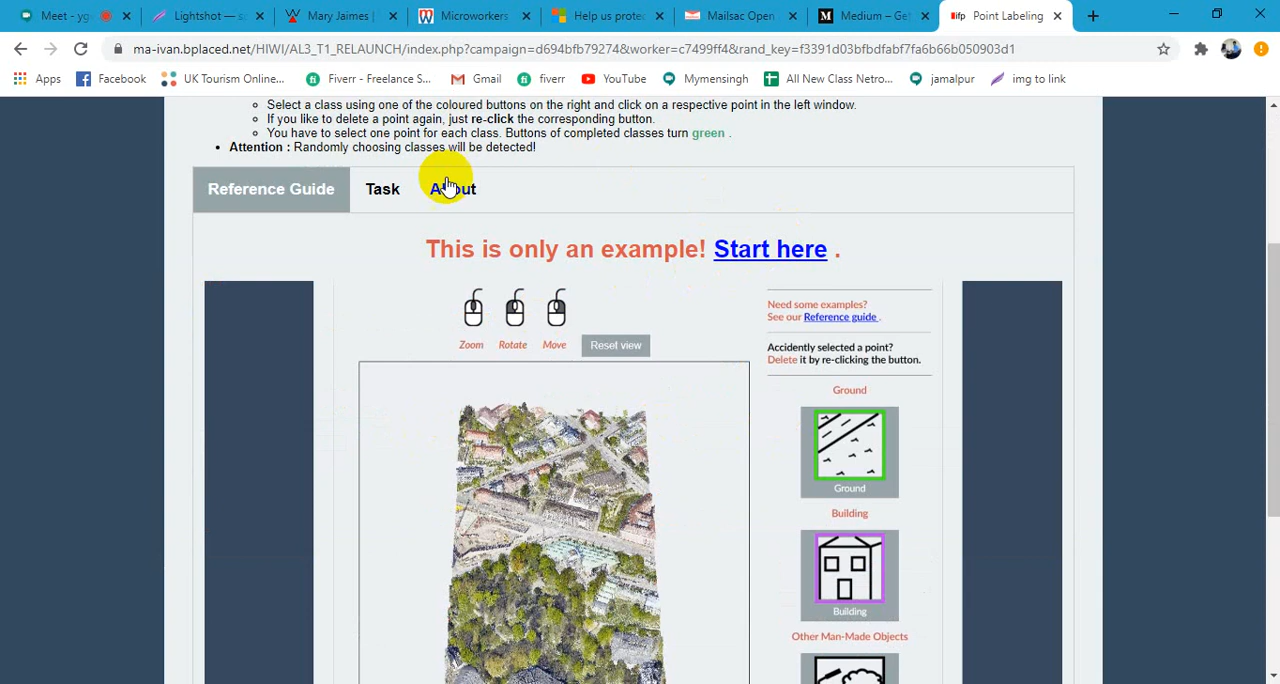 Meet - yg
Lightshot — s
Mary Jaimes |
Microworkers
Help us prote
Mailsac Open
Medium – Ge
Point Labeling
ma-ivan.bplaced.net/HIWI/AL3_T1_RELAUNCH/index.php?campaign=d694bfb79274&worker=c7499ff4&rand_key=f3391d03bfbdfabf7fa6b66b050903d1
Apps
Facebook
UK Tourism Online...
Fiverr - Freelance S...
Gmail
fiverr
YouTube
Mymensingh
All New Class Netro...
jamalpur
img to link
Select a class using one of the coloured buttons on the right and click on a respective point in the left window.
If you like to delete a point again, just re-click the corresponding button.
You have to select one point for each class. Buttons of completed classes turn green .
Attention : Randomly choosing classes will be detected!
Reference Guide
Task
About
This is only an example! Start here .
Zoom
Rotate
Move
Reset view
Need some examples?
See our Reference guide .
Accidently selected a point?
Delete it by re-clicking the button.
Ground
Ground
Building
Building
Other Man-Made Objects